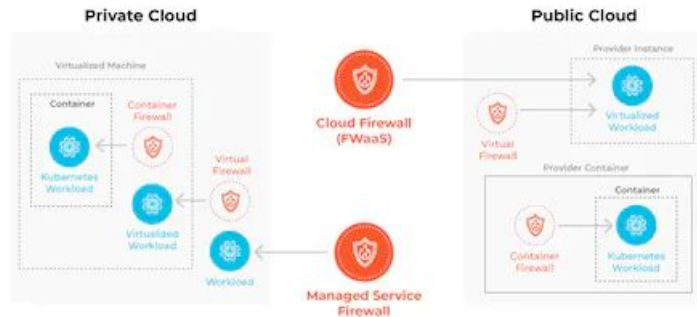 Private Cloud
Virtualized Machine
Container
Kubernetes
Workload
Container
Firewall
Virtualized
Workload
Virtual
Firewall
Workload
Cloud Firewall
(FWaaS)
Managed Service
Firewall
Public Cloud
Provider Instance
Virtualized
Workload
Virtual
Firewall
Provider Container
Container
Container
Firewall
Kubernetes
Workload